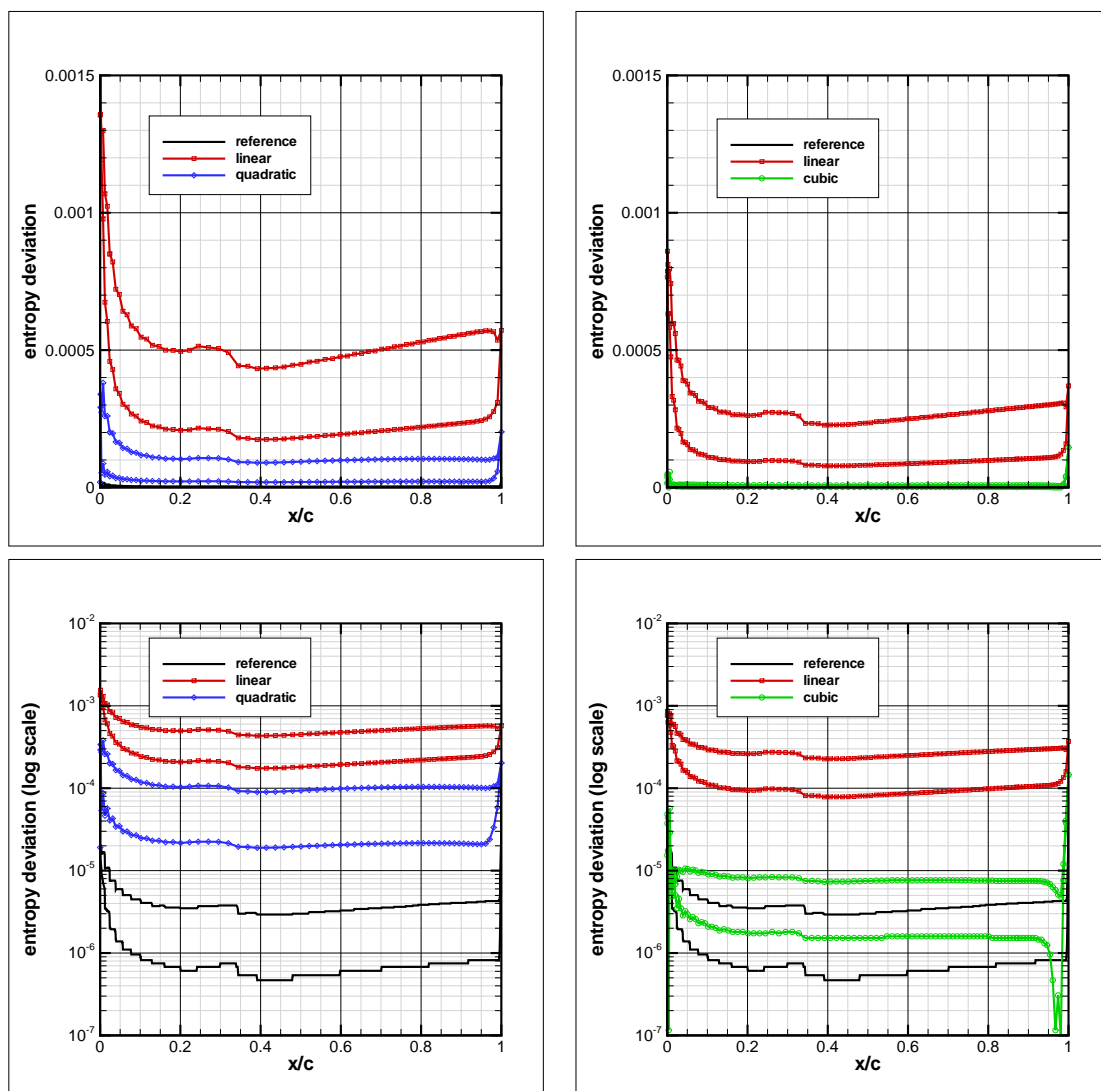 0.0015
0.001
0.0005
0
0
0.2
0.4
0.6
0.8
1
x/c
entropy deviation
reference
linear
quadratic
0.0015
0.001
0.0005
0
0
0.2
0.4
0.6
0.8
1
x/c
entropy deviation
reference
linear
cubic
10-2
10-3
10-4
10-5
10-6
10-7
0
0.2
0.4
0.6
0.8
1
x/c
entropy deviation (log scale)
reference
linear
quadratic
10-2
10-3
10-4
10-5
10-6
10-7
0
0.2
0.4
0.6
0.8
1
x/c
entropy deviation (log scale)
reference
linear
cubic